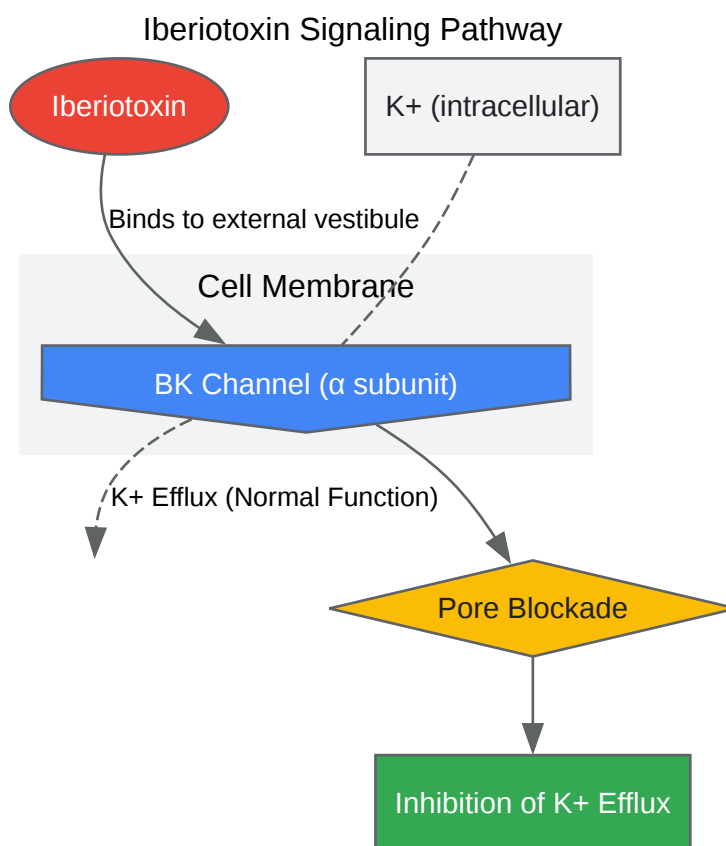 Iberiotoxin Signaling Pathway
Iberiotoxin
K+ (intracellular)
Binds to external vestibule
Cell Membrane
BK Channel (α subunit)
K+ Efflux (Normal Function)
Pore Blockade
Inhibition of K+ Efflux